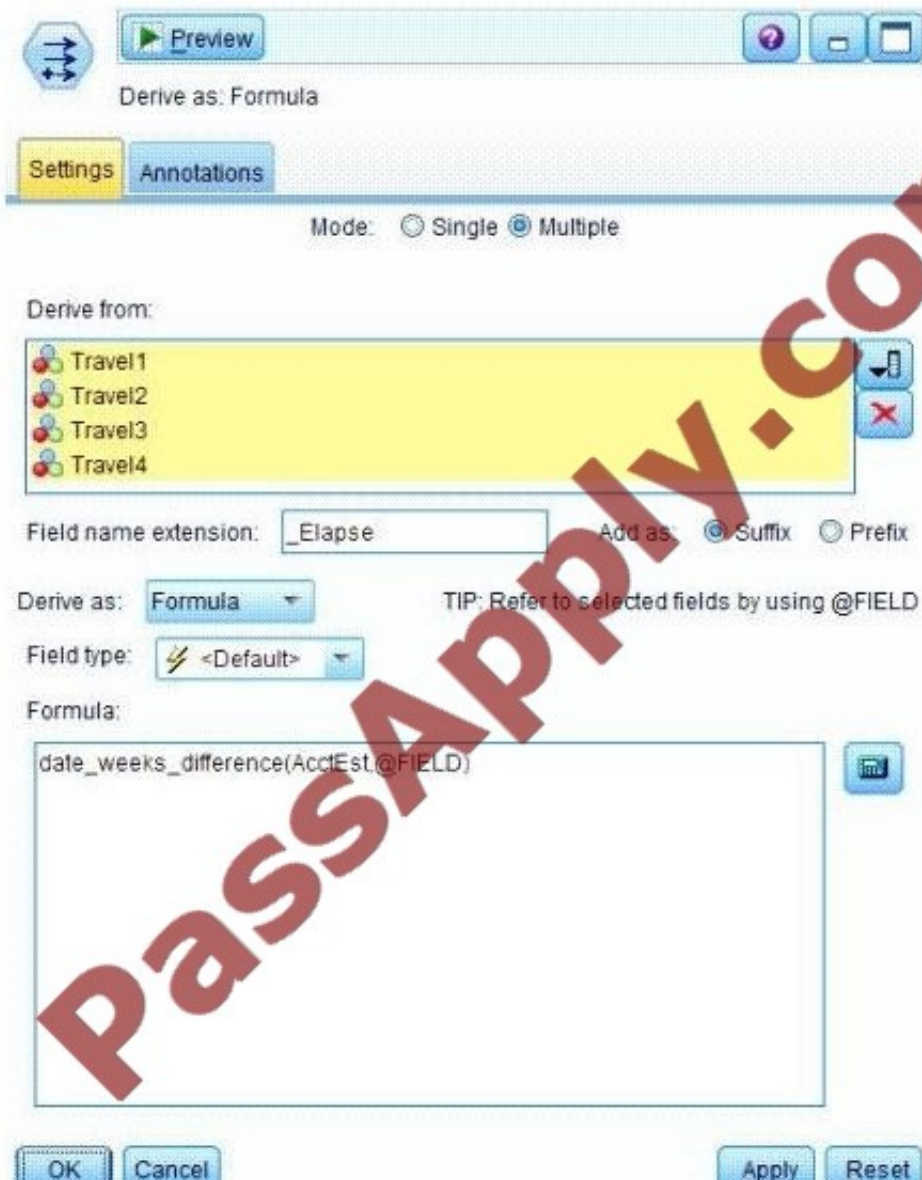 Preview
Derive as: Formula
Settings Annotations
Mode: Single Multiple
Derive from:
Travel1
Travel2
Travel3
Travel4
Field name extension: _Elapse Add as: Suffix Prefix
Derive as: Formula TIP: Refer to selected fields by using @FIELD
Field type: <Default>
Formula:
date_weeks_difference(AcctEst,@FIELD)
OK Cancel Apply Reset
PassApply.com